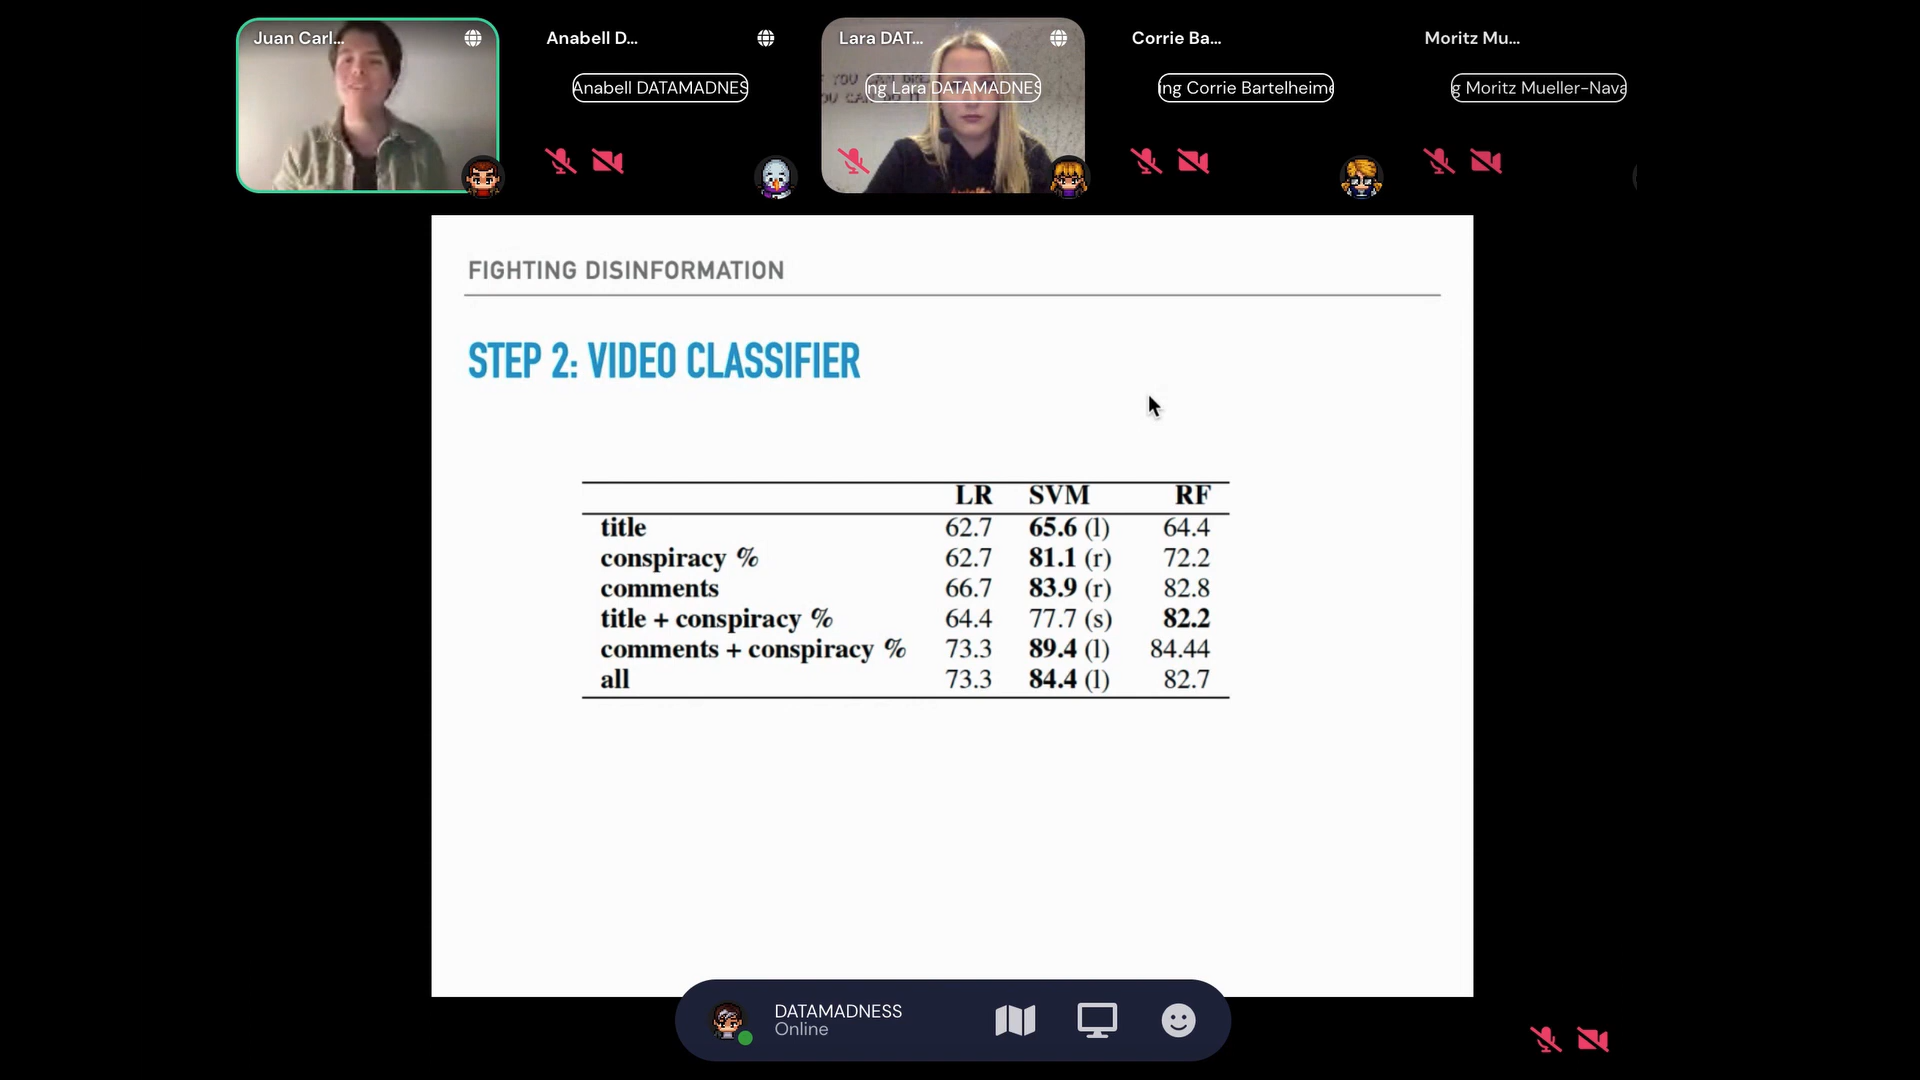 Juan Carl...
Anabell D...
Lara DAT...
Corrie Ba...
Moritz Mu...
Anabell DATAMADNES
ng Lara DATAMADNES
ing Corrie Bartelheime
g Moritz Mueller-Nava
FIGHTING DISINFORMATION
STEP 2: VIDEO CLASSIFIER
LR SVM RF
title 62.7 65.6 (l) 64.4
conspiracy % 62.7 81.1 (r) 72.2
comments 66.7 83.9 (r) 82.8
title + conspiracy % 64.4 77.7 (s) 82.2
comments + conspiracy % 73.3 89.4 (l) 84.44
all 73.3 84.4 (l) 82.7
DATAMADNESS
Online